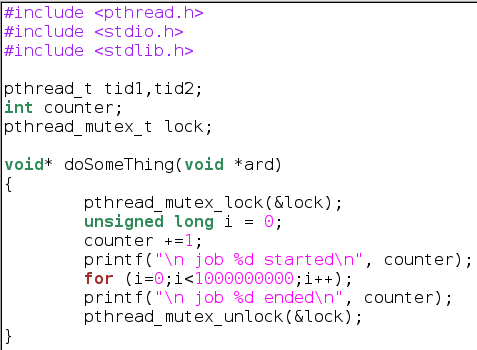 #include <pthread.h>
#include <stdio.h>
#include <stdlib.h>

pthread_t tid1,tid2;
int counter;
pthread_mutex_t lock;

void* doSomeThing(void *ard)
{
        pthread_mutex_lock(&lock);
        unsigned long i = 0;
        counter +=1;
        printf("\n job %d started\n", counter);
        for (i=0;i<1000000000;i++);
        printf("\n job %d ended\n", counter);
        pthread_mutex_unlock(&lock);
}